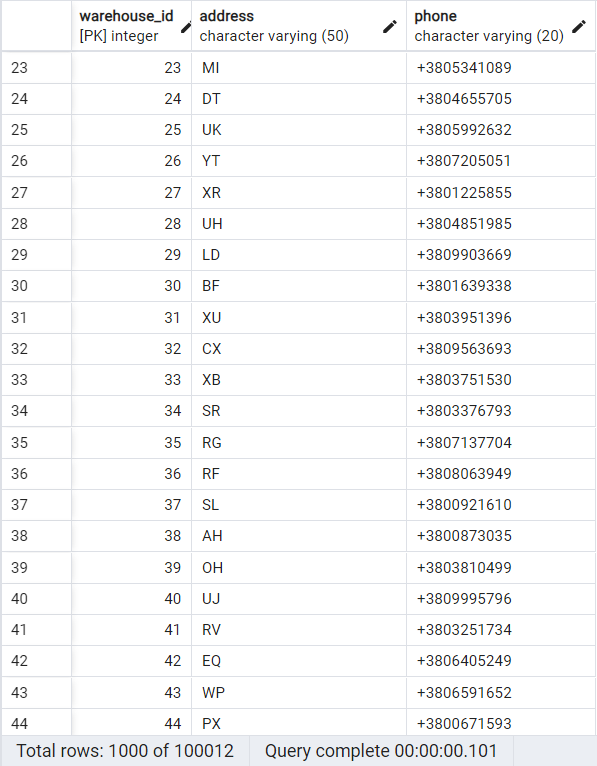 warehouse_id address phone
[PK] integer character varying (50) character varying (20)
23 23 MI +3805341089
24 24 DT +3804655705
25 25 UK +3805992632
26 26 YT +3807205051
27 27 XR +3801225855
28 28 UH +3804851985
29 29 LD +3809903669
30 30 BF +3801639338
31 31 XU +3803951396
32 32 CX +3809563693
33 33 XB +3803751530
34 34 SR +3803376793
35 35 RG +3807137704
36 36 RF +3808063949
37 37 SL +3800921610
38 38 AH +3800873035
39 39 OH +3803810499
40 40 UJ +3809995796
41 41 RV +3803251734
42 42 EQ +3806405249
43 43 WP +3806591652
44 44 PX +3800671593
Total rows: 1000 of 100012 Query complete 00:00:00.101